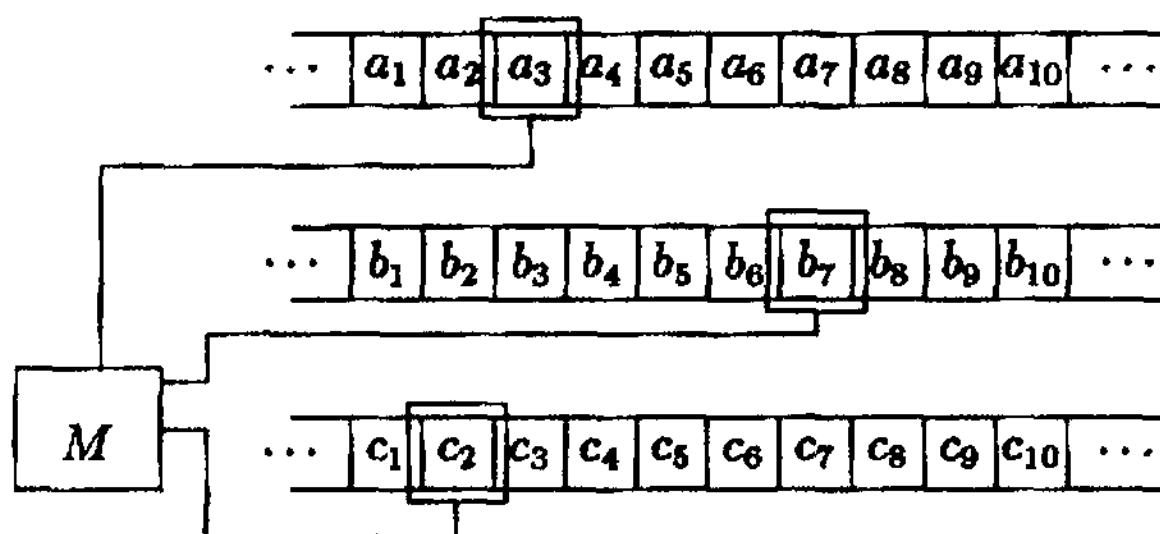 ⋯ a₁ a₂ a₃ a₄ a₅ a₆ a₇ a₈ a₉ a₁₀ ⋯
⋯ b₁ b₂ b₃ b₄ b₅ b₆ b₇ b₈ b₉ b₁₀ ⋯
M
⋯ c₁ c₂ c₃ c₄ c₅ c₆ c₇ c₈ c₉ c₁₀ ⋯